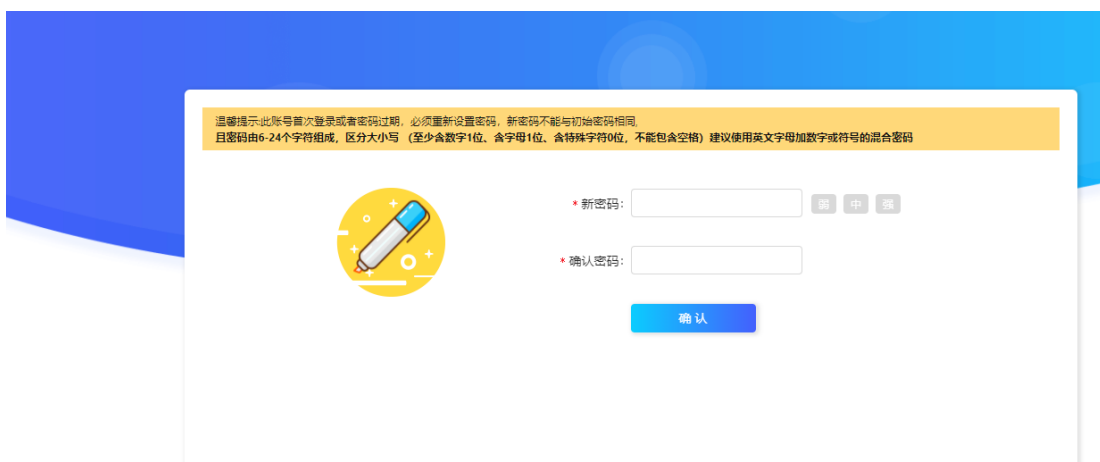 温馨提示:此账号首次登录或者密码过期，必须重新设置密码，新密码不能与初始密码相同,
且密码由6-24个字符组成，区分大小写 （至少含数字1位、含字母1位、含特殊字符0位，不能包含空格）建议使用英文字母加数字或符号的混合密码
* 新密码： 弱 中 强
* 确认密码：
确 认